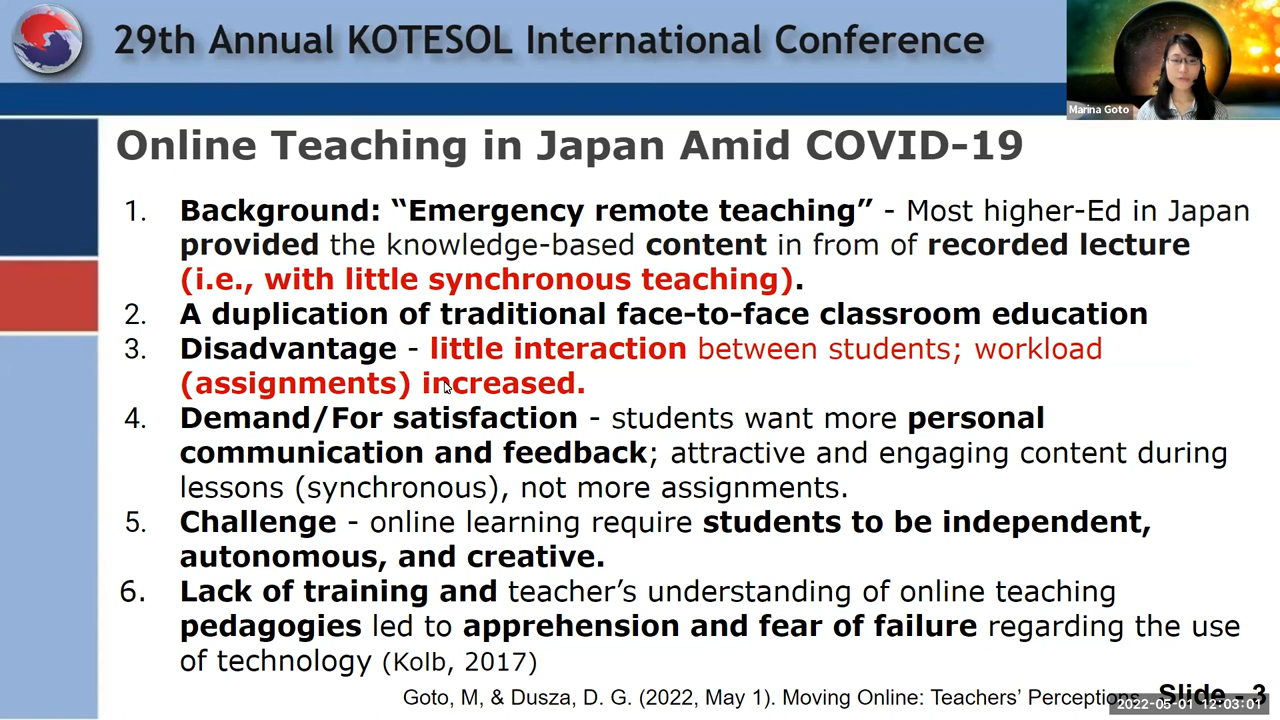 29th Annual KOTESOL International Conference
Marina Goto
Online Teaching in Japan Amid COVID-19
1. Background: “Emergency remote teaching” - Most higher-Ed in Japan
provided the knowledge-based content in from of recorded lecture
(i.e., with little synchronous teaching).
2. A duplication of traditional face-to-face classroom education
3. Disadvantage - little interaction between students; workload
(assignments) increased.
4. Demand/For satisfaction - students want more personal
communication and feedback; attractive and engaging content during
lessons (synchronous), not more assignments.
5. Challenge - online learning require students to be independent,
autonomous, and creative.
6. Lack of training and teacher’s understanding of online teaching
pedagogies led to apprehension and fear of failure regarding the use
of technology (Kolb, 2017)
Goto, M, & Dusza, D. G. (2022, May 1). Moving Online: Teachers’ Perceptions. Slide - 3
2022-05-01 12:03:01